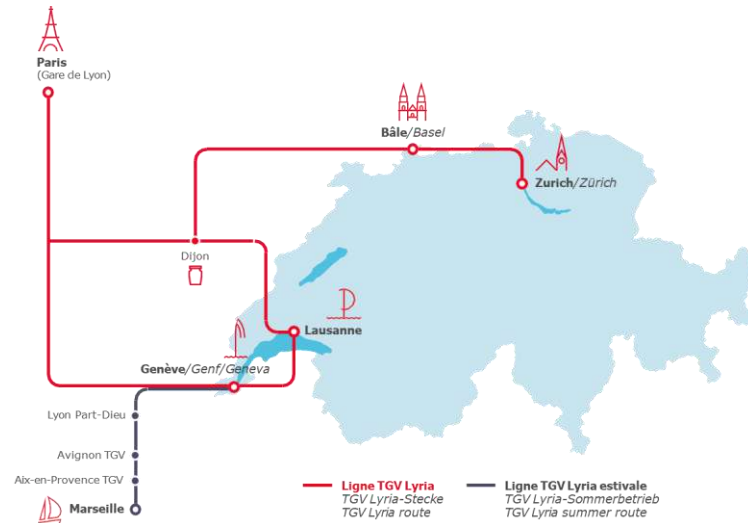 Paris
(Gare de Lyon)
Bâle/Basel
Zurich/Zürich
Dijon
Lausanne
Genève/Genf/Geneva
Lyon Part-Dieu
Avignon TGV
Aix-en-Provence TGV
Marseille
Ligne TGV Lyria
TGV Lyria-Stecke
TGV Lyria route
Ligne TGV Lyria estivale
TGV Lyria-Sommerbetrieb
TGV Lyria summer route